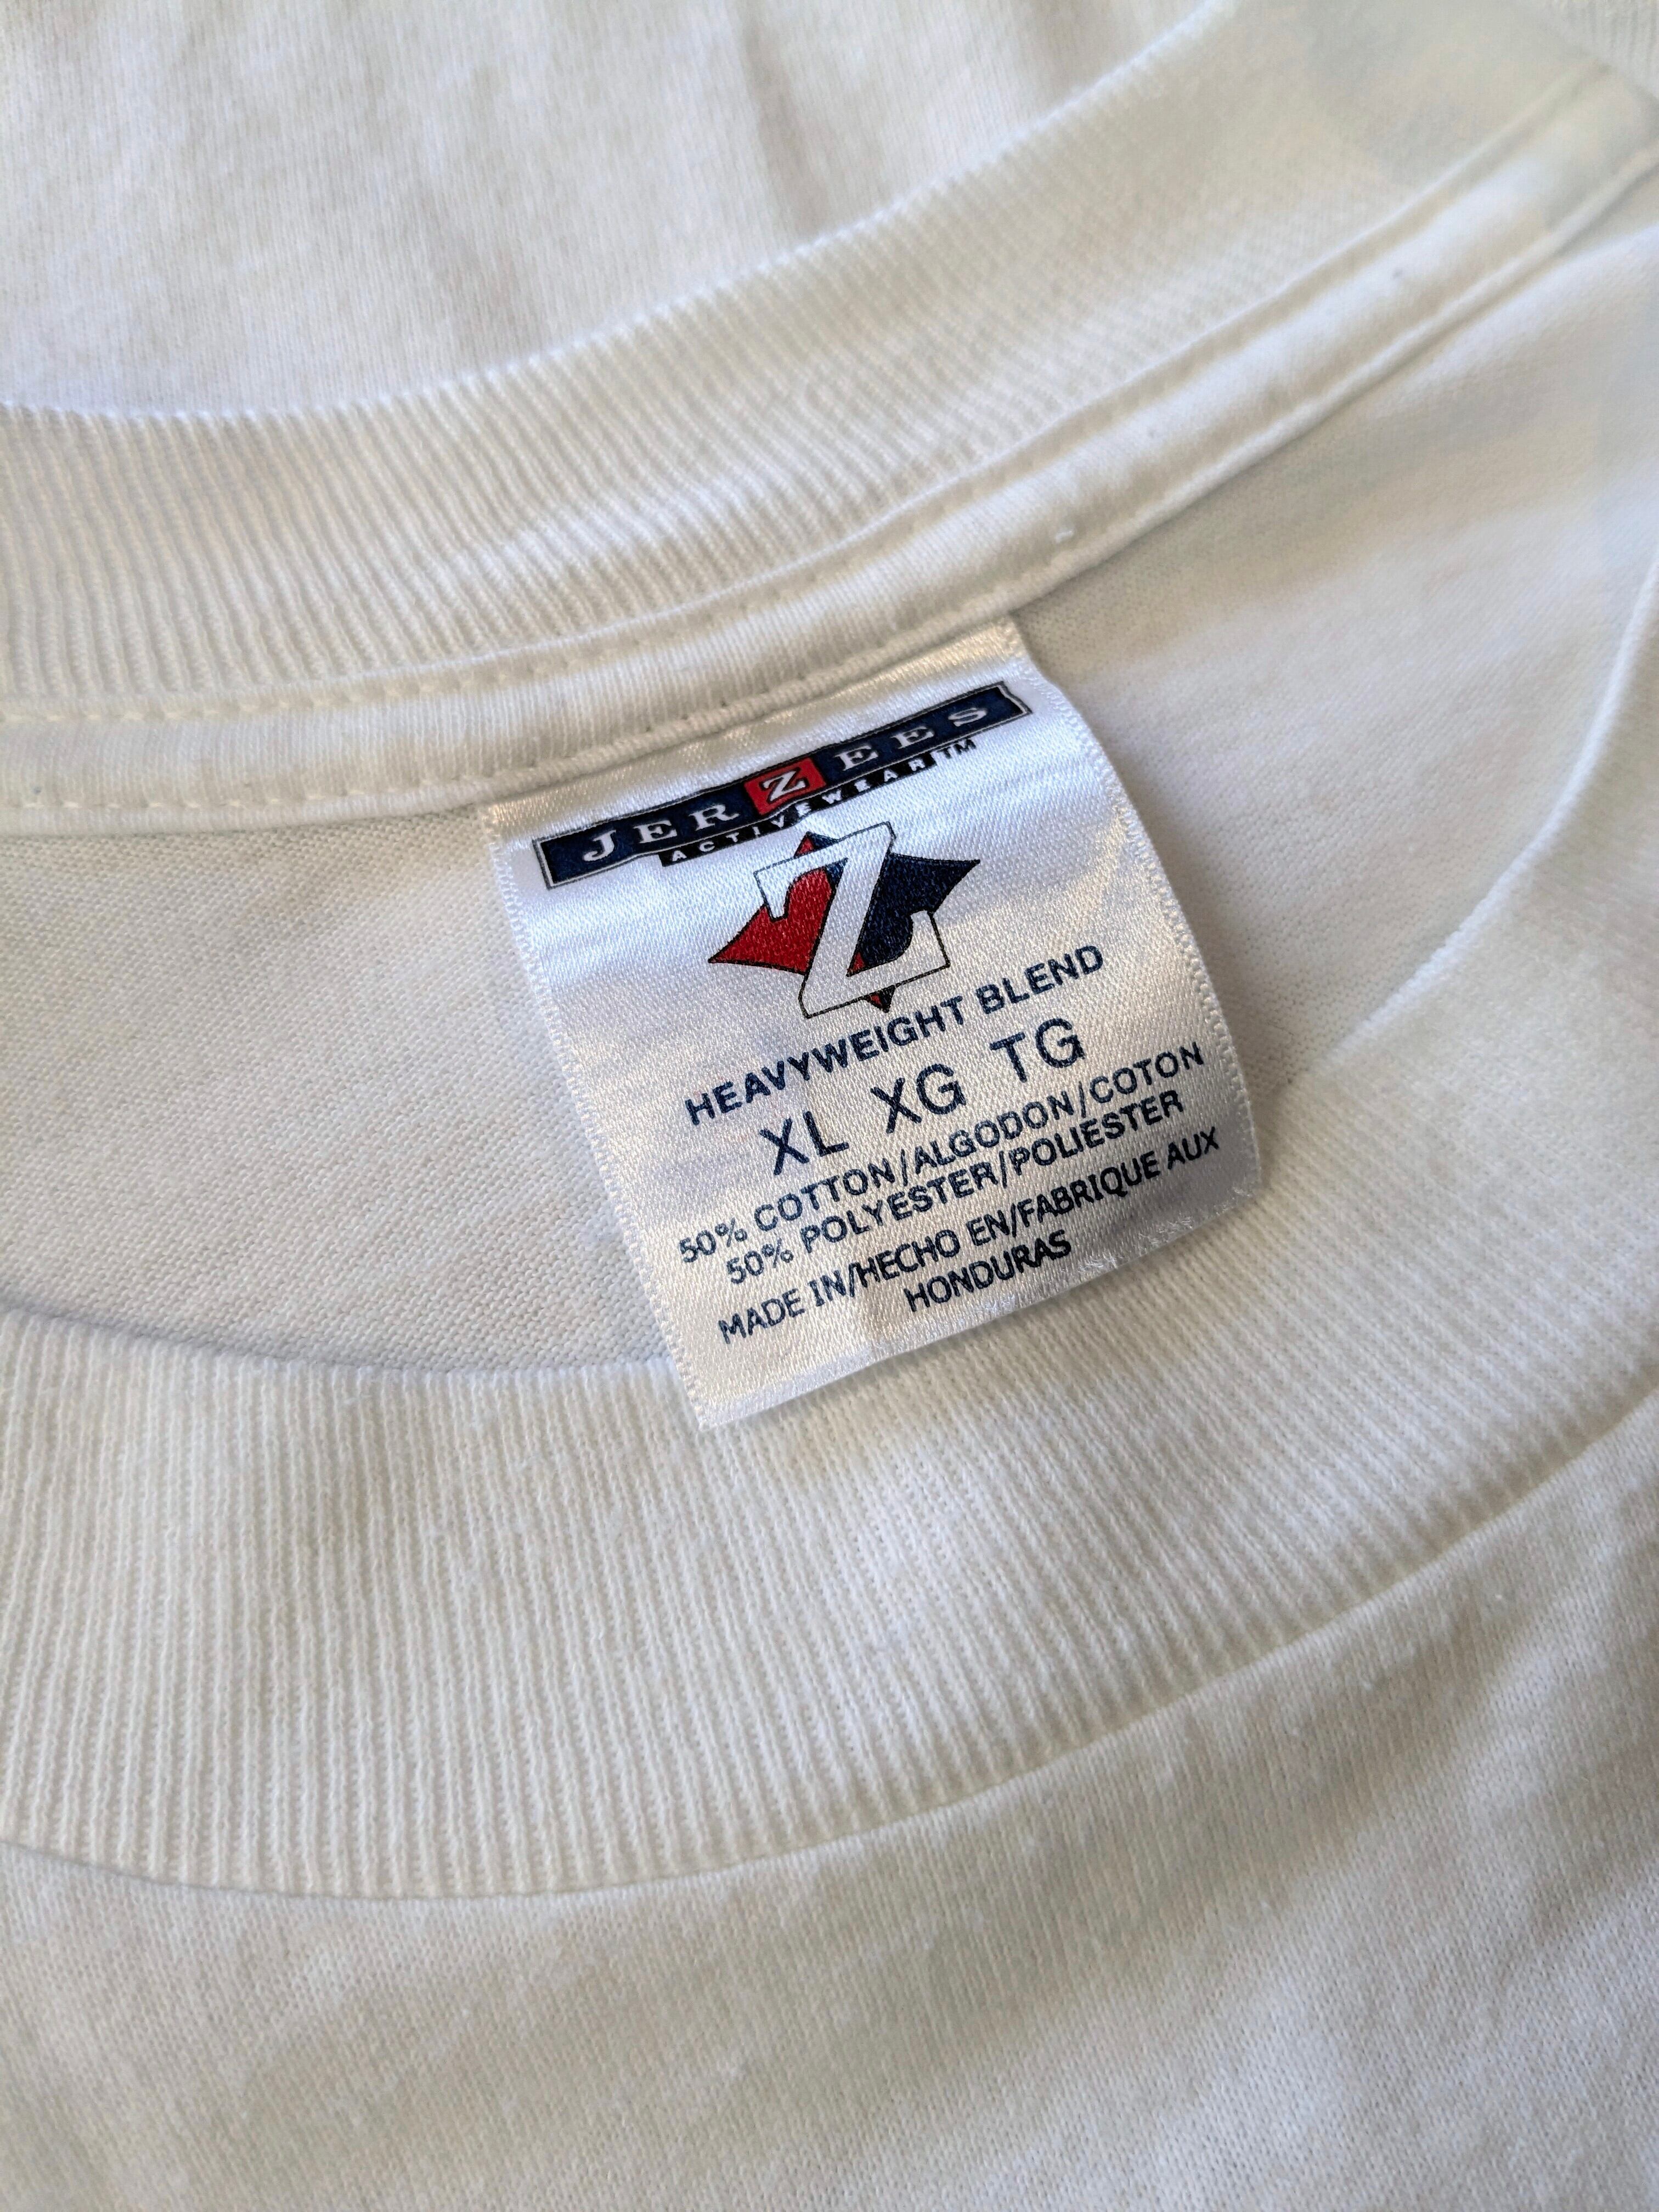 JERZEES
ACTIVEWEAR™
Z
HEAVYWEIGHT BLEND
XL XG TG
50% COTTON/ALGODON/COTON
50% POLYESTER/POLIESTER
MADE IN/HECHO EN/FABRIQUE AUX
HONDURAS